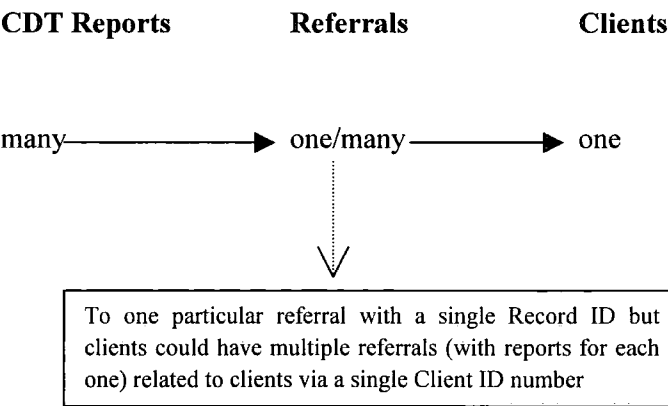 CDT Reports Referrals Clients
many one/many one
To one particular referral with a single Record ID but
clients could have multiple referrals (with reports for each
one) related to clients via a single Client ID number